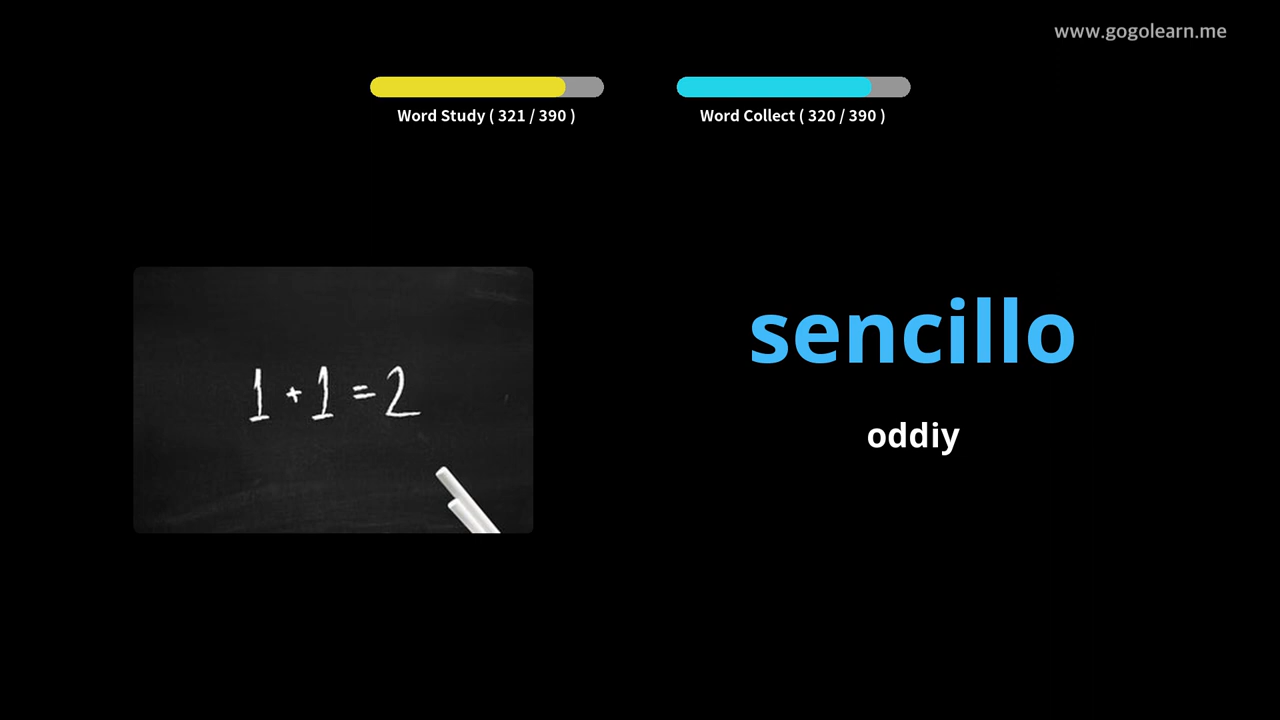 www.gogolearn.me
Word Study ( 321 / 390 )
Word Collect ( 320 / 390 )
1 + 1 = 2
sencillo
oddiy